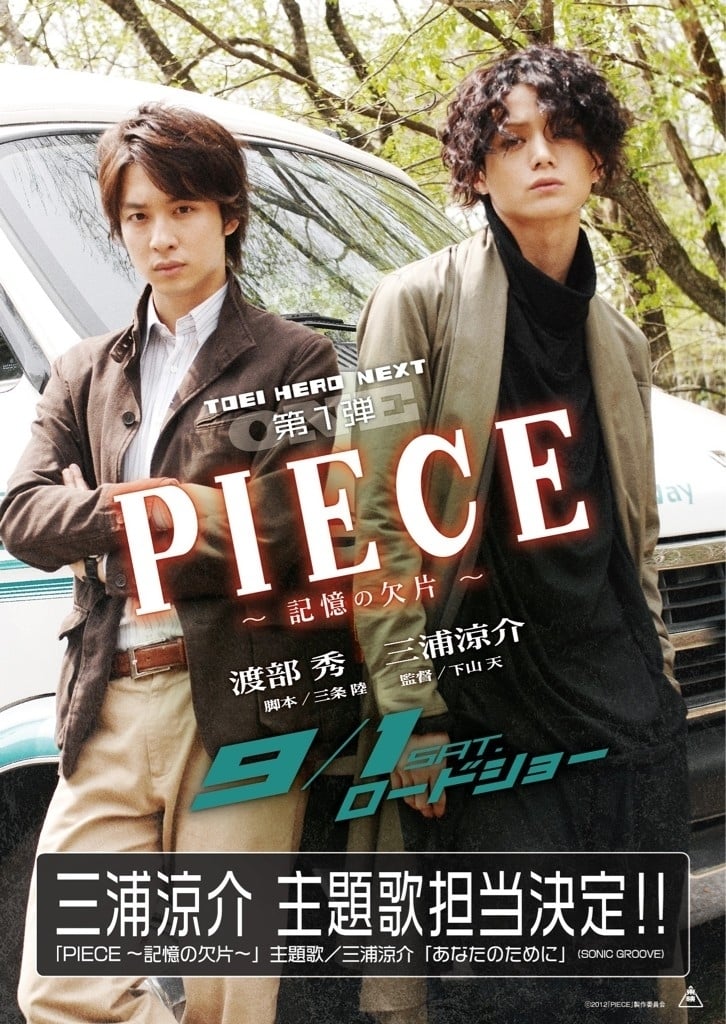 TOEI HERO NEXT
ONE
第1弾
PIECE
～ 記憶の欠片 ～
渡部 秀 三浦涼介
脚本/三条 陸 監督/下山 天
9/1 SAT.
ロードショー
三浦涼介 主題歌担当決定!!
「PIECE ～記憶の欠片～」主題歌／三浦涼介「あなたのために」(SONIC GROOVE)
©2012「PIECE」製作委員会
東映